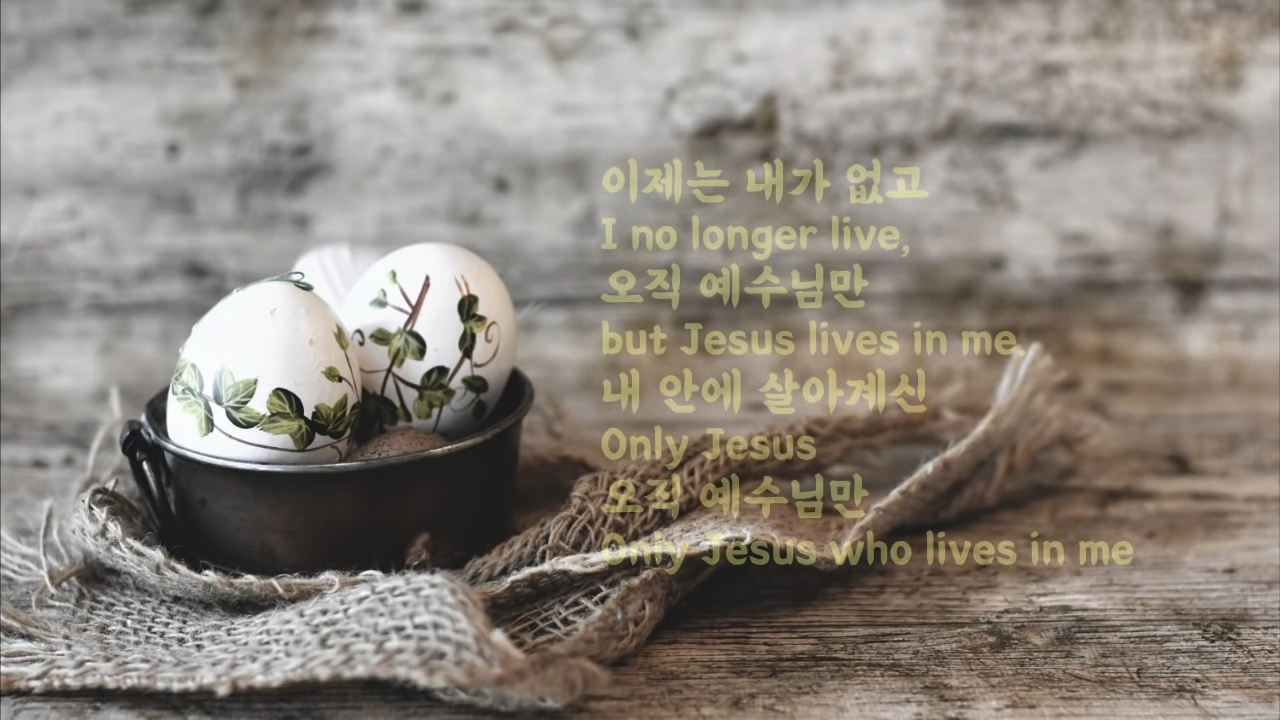 이제는 내가 없고
I no longer live,
오직 예수님만
but Jesus lives in me
내 안에 살아계신
Only Jesus
오직 예수님만
Only Jesus who lives in me